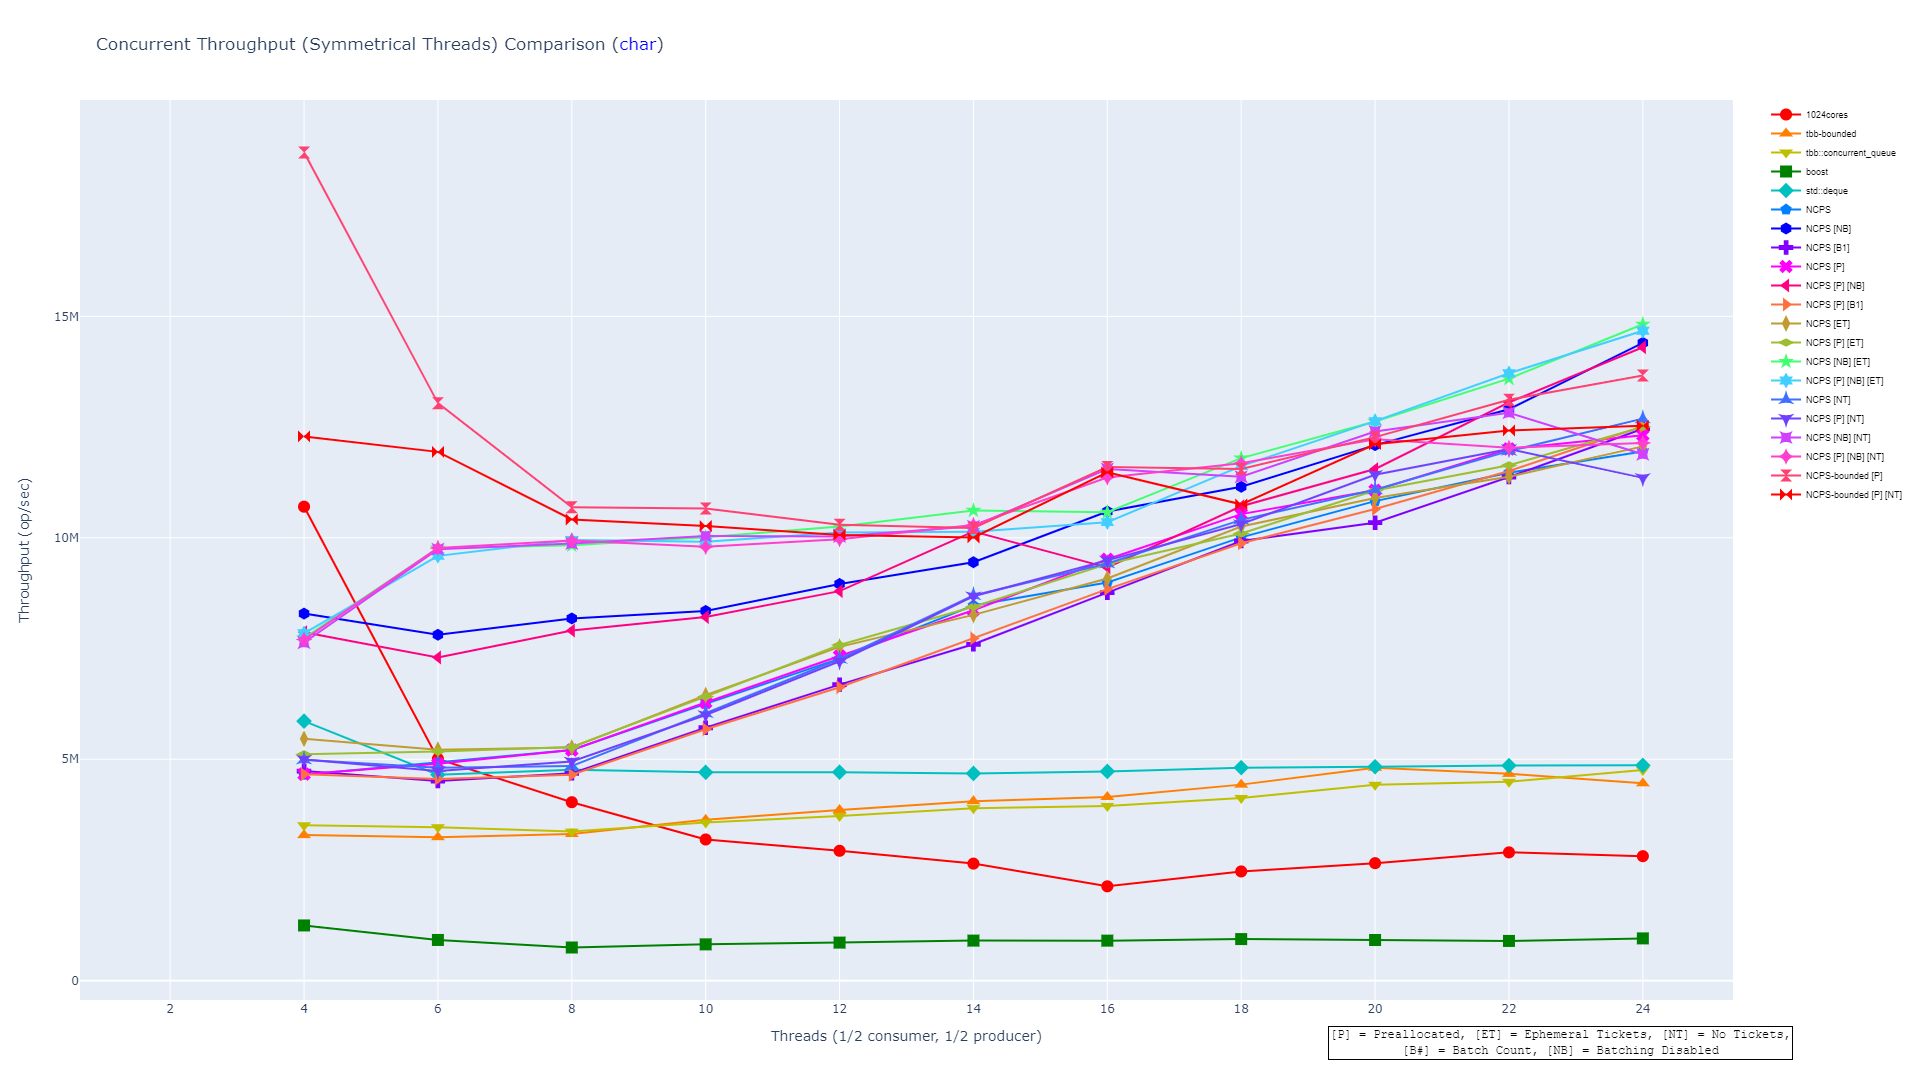 Concurrent Throughput (Symmetrical Threads) Comparison (char)
Throughput (op/sec)
15M
10M
5M
0
2 4 6 8 10 12 14 16 18 20 22 24
Threads (1/2 consumer, 1/2 producer)
1024cores
tbb-bounded
tbb::concurrent_queue
boost
std::deque
NCPS
NCPS [NB]
NCPS [B1]
NCPS [P]
NCPS [P] [NB]
NCPS [P] [B1]
NCPS [ET]
NCPS [P] [ET]
NCPS [NB] [ET]
NCPS [P] [NB] [ET]
NCPS [NT]
NCPS [P] [NT]
NCPS [NB] [NT]
NCPS [P] [NB] [NT]
NCPS-bounded [P]
NCPS-bounded [P] [NT]
[P] = Preallocated, [ET] = Ephemeral Tickets, [NT] = No Tickets,
[B#] = Batch Count, [NB] = Batching Disabled